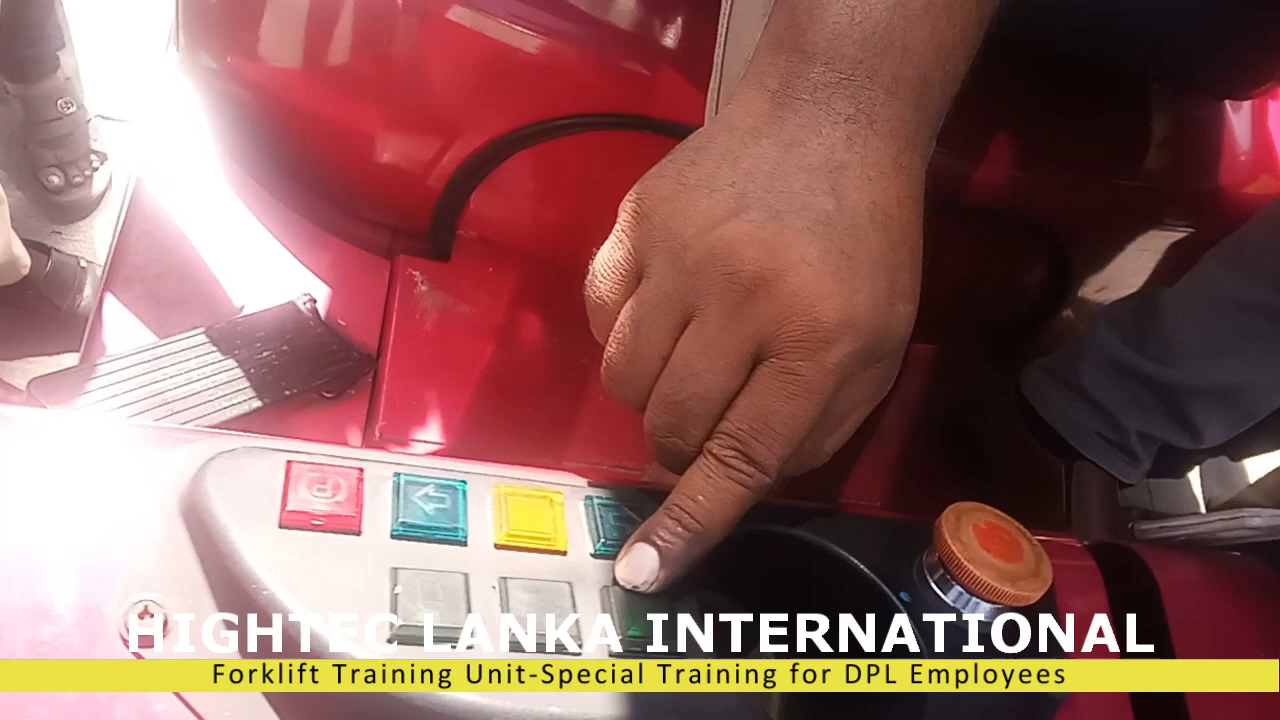 P
HIGHTEC LANKA INTERNATIONAL
Forklift Training Unit-Special Training for DPL Employees